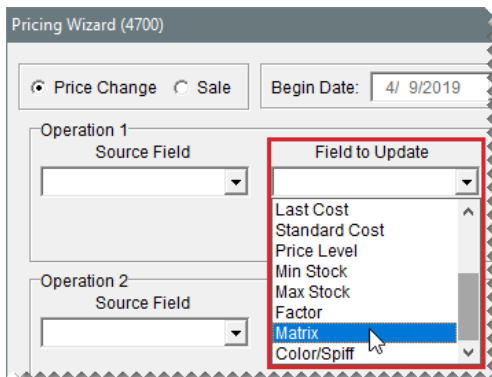 Pricing Wizard (4700)
Price Change Sale Begin Date: 4/ 9/2019
Operation 1
Source Field Field to Update
Last Cost
Standard Cost
Price Level
Min Stock
Max Stock
Factor
Matrix
Color/Spiff
Operation 2
Source Field